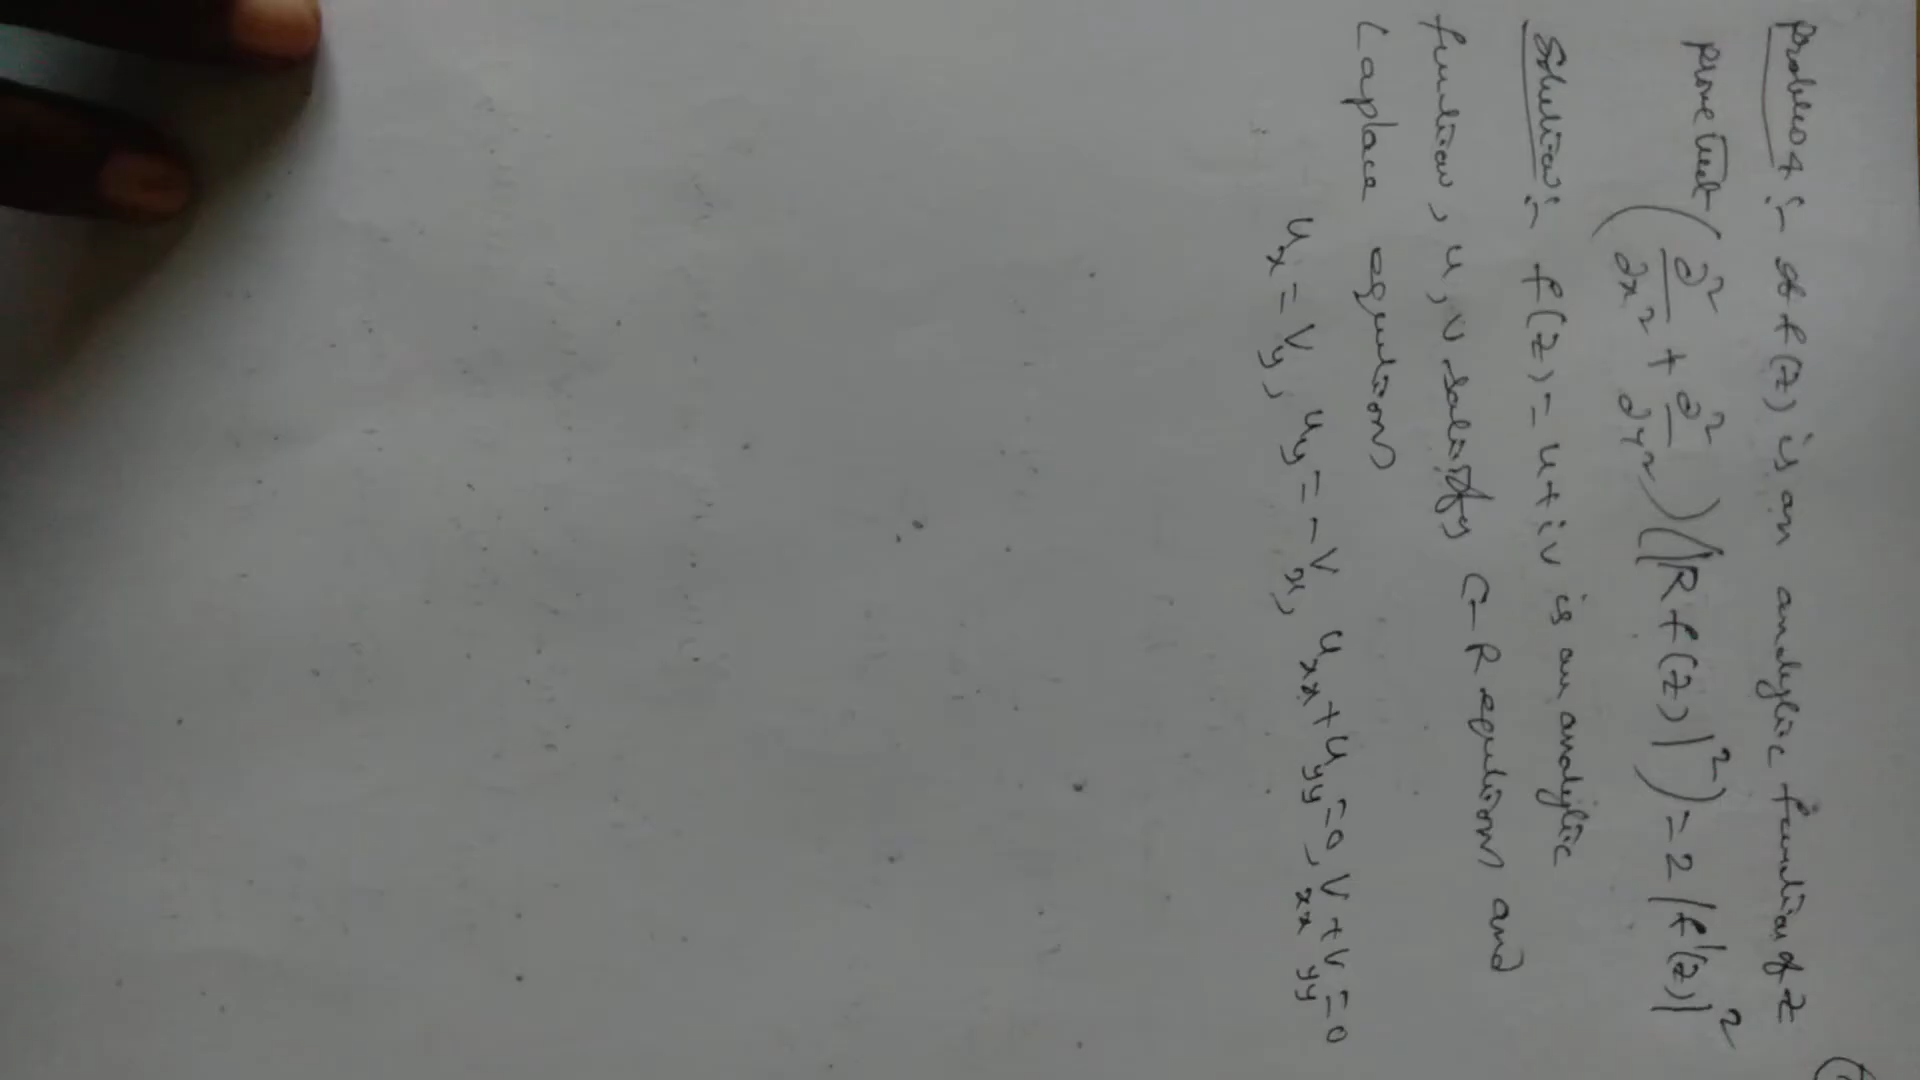 Problem 4 :- If f(z) is an analytic function of z
prove that (∂²/∂x² + ∂²/∂y²)(|R f(z)|²) = 2|f'(z)|²
Solution :- f(z) = u+iv is an analytic
function, u, v satisfy C-R equations and
Laplace equations
u_x = v_y, u_y = -v_x, u_xx + u_yy = 0, v_xx + v_yy = 0